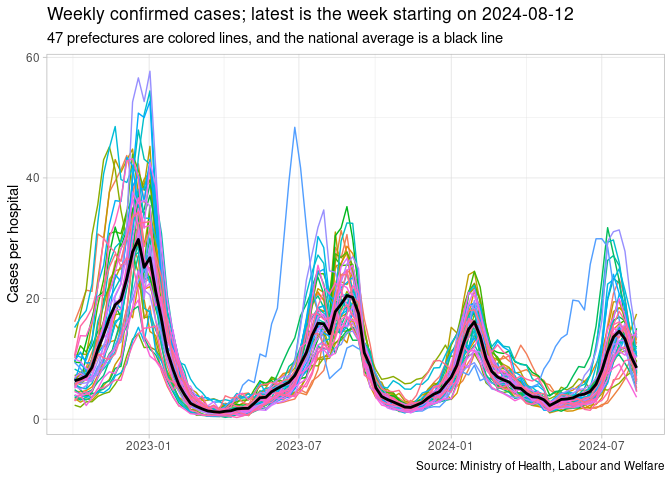 Weekly confirmed cases; latest is the week starting on 2024-08-12
47 prefectures are colored lines, and the national average is a black line
Cases per hospital
60
40
20
0
2023-01
2023-07
2024-01
2024-07
Source: Ministry of Health, Labour and Welfare